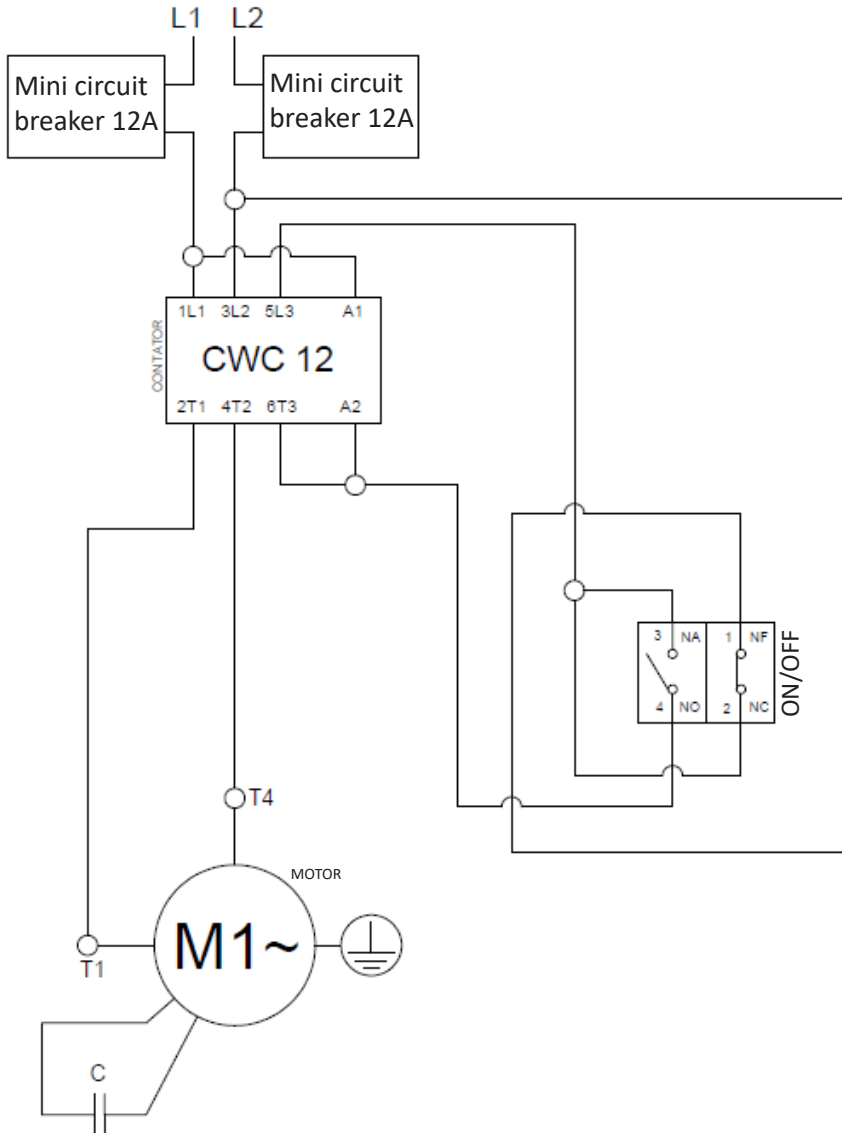 L1 L2
Mini circuit
breaker 12A
Mini circuit
breaker 12A
1L1 3L2 5L3 A1
CONTATOR
CWC 12
2T1 4T2 6T3 A2
3 NA 1 NF
4 NO 2 NC
ON/OFF
T4
MOTOR
M1~
T1
C